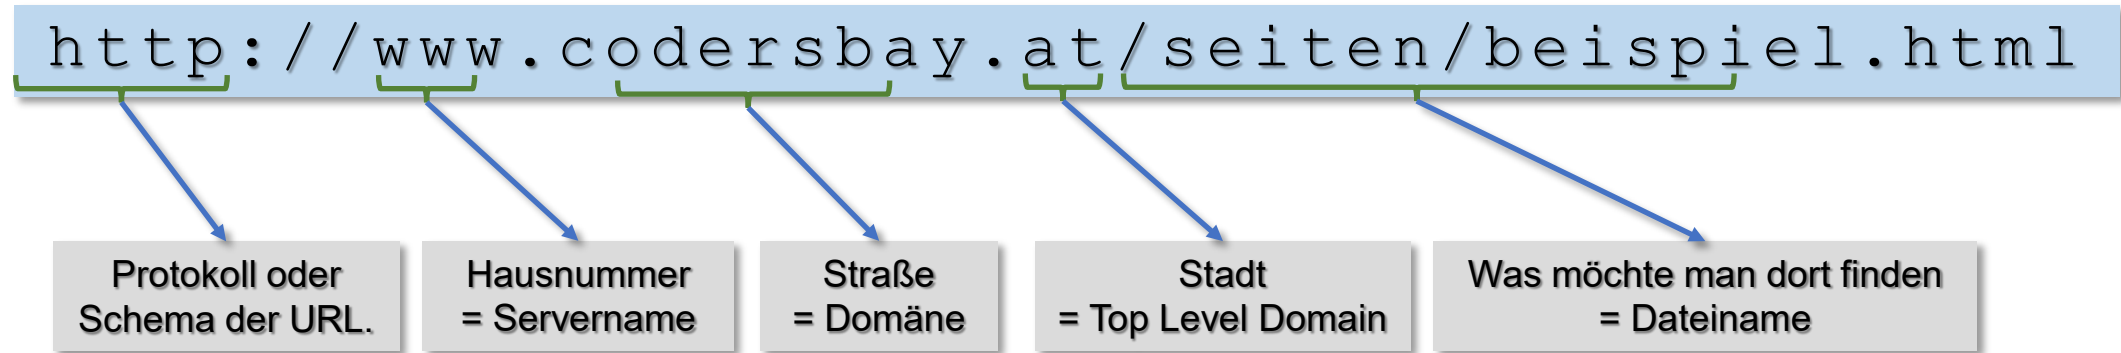 http://www.codersbay.at/seiten/beispiel.html
Protokoll oder
Schema der URL.
Hausnummer
= Servername
Straße
= Domäne
Stadt
= Top Level Domain
Was möchte man dort finden
= Dateiname